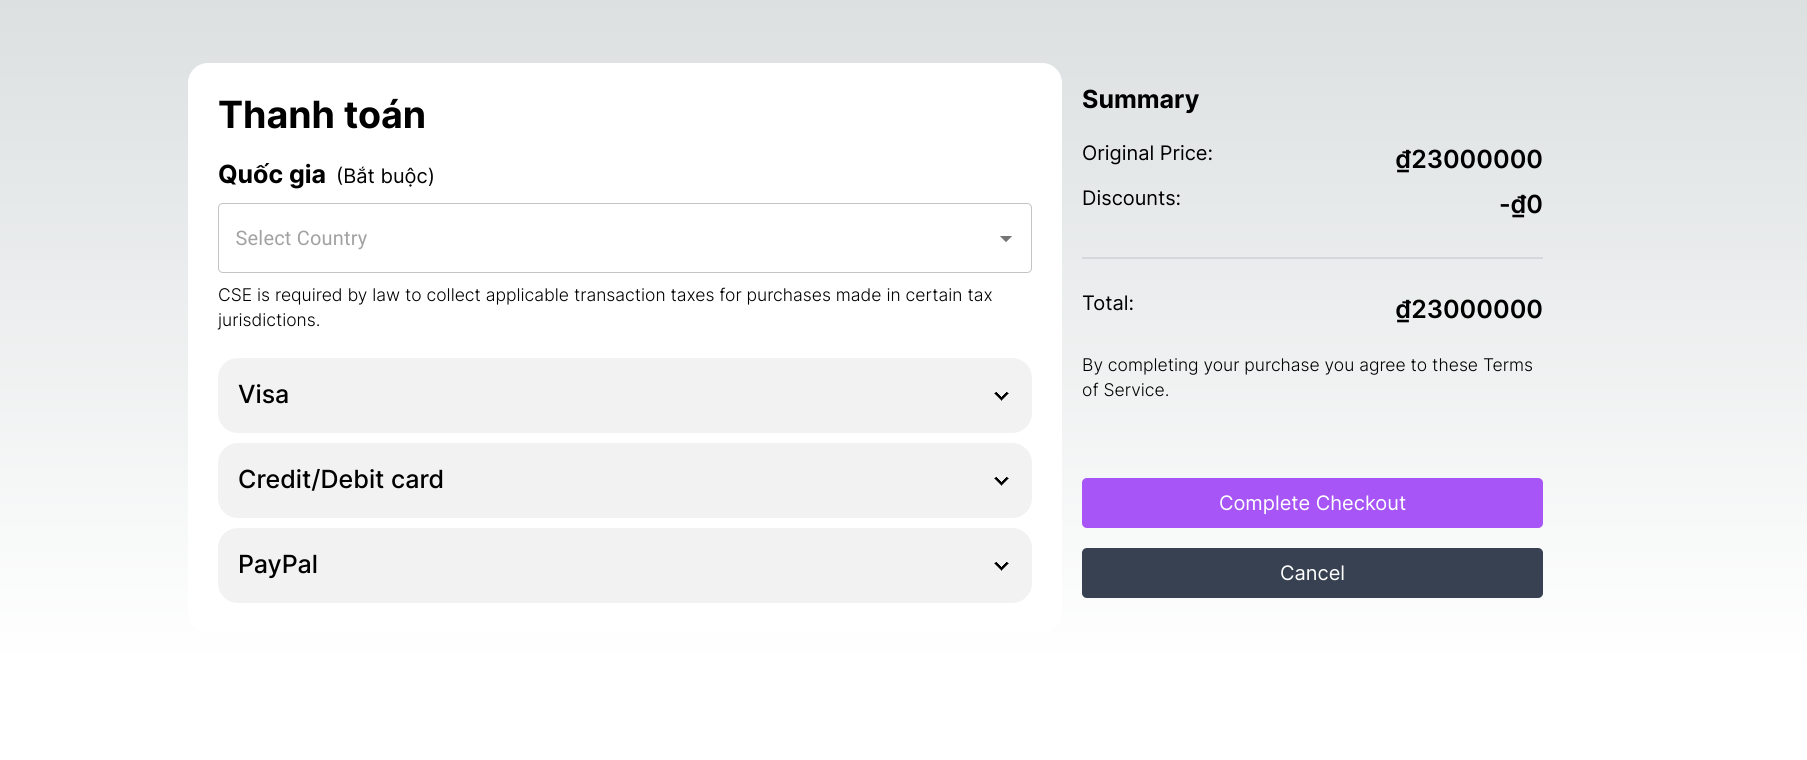 Thanh toán
Quốc gia (Bắt buộc)
Select Country
CSE is required by law to collect applicable transaction taxes for purchases made in certain tax
jurisdictions.
Visa
Credit/Debit card
PayPal
Summary
Original Price: ₫23000000
Discounts: -₫0
Total: ₫23000000
By completing your purchase you agree to these Terms
of Service.
Complete Checkout
Cancel